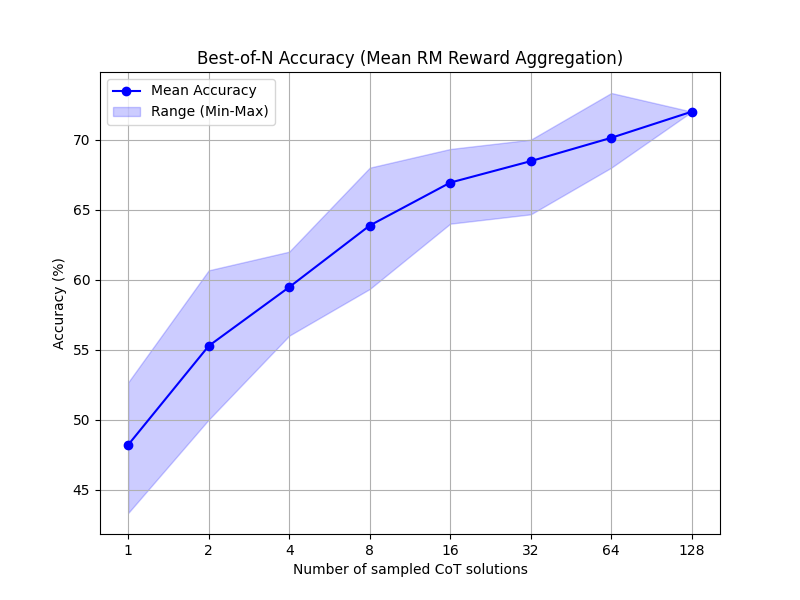 Best-of-N Accuracy (Mean RM Reward Aggregation)
Mean Accuracy
Range (Min-Max)
Accuracy (%)
70
65
60
55
50
45
1 2 4 8 16 32 64 128
Number of sampled CoT solutions